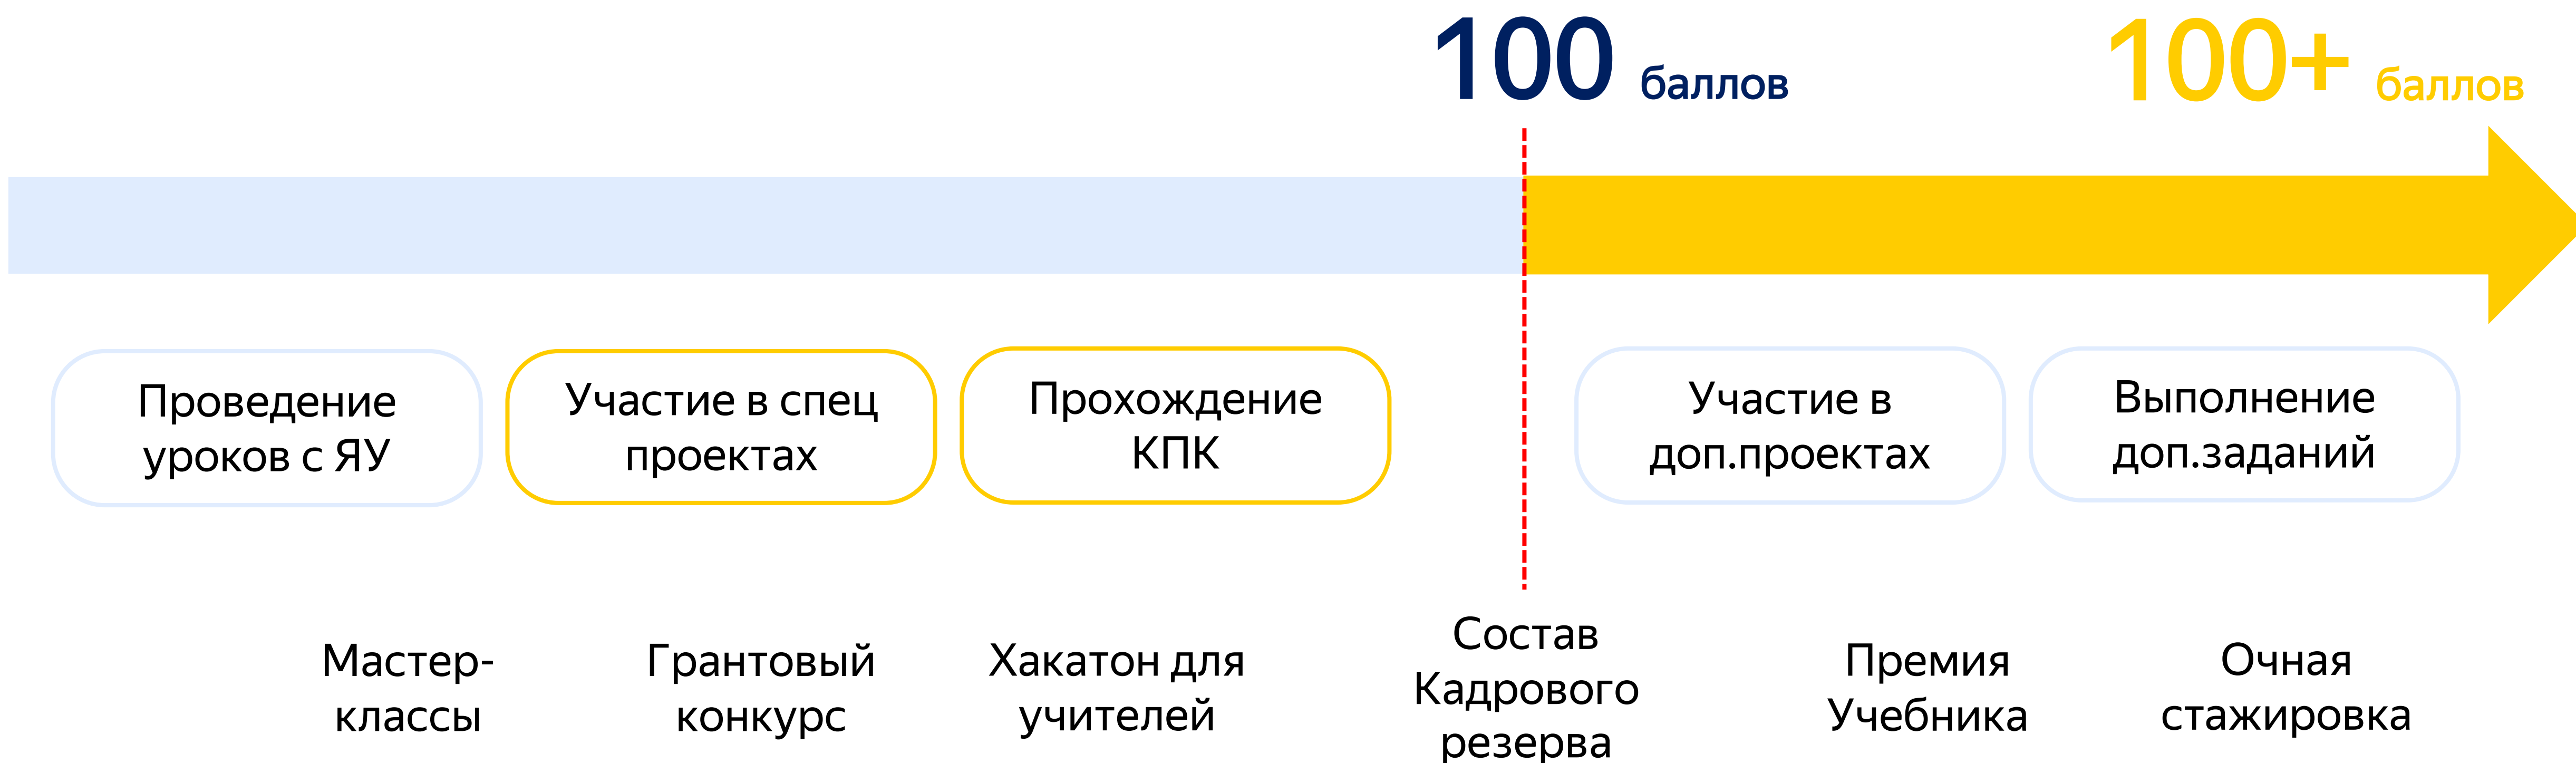 100 баллов
100+ баллов
Проведение
уроков с ЯУ
Участие в спец
проектах
Прохождение
КПК
Участие в
доп.проектах
Выполнение
доп.заданий
Мастер-
классы
Грантовый
конкурс
Хакатон для
учителей
Состав
Кадрового
резерва
Премия
Учебника
Очная
стажировка